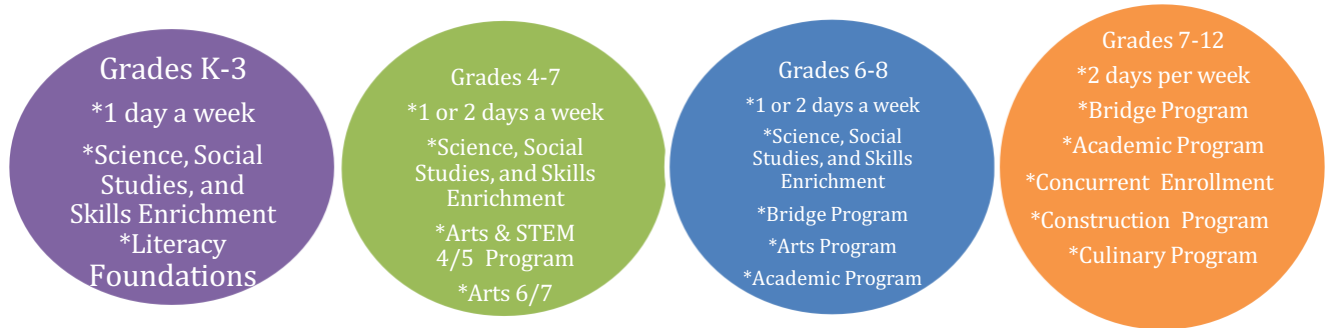 Grades K-3
*1 day a week
*Science, Social
Studies, and
Skills Enrichment
*Literacy
Foundations
Grades 4-7
*1 or 2 days a week
*Science, Social
Studies, and Skills
Enrichment
*Arts & STEM
4/5 Program
*Arts 6/7
Grades 6-8
*1 or 2 days a week
*Science, Social
Studies, and Skills
Enrichment
*Bridge Program
*Arts Program
*Academic Program
Grades 7-12
*2 days per week
*Bridge Program
*Academic Program
*Concurrent Enrollment
*Construction Program
*Culinary Program